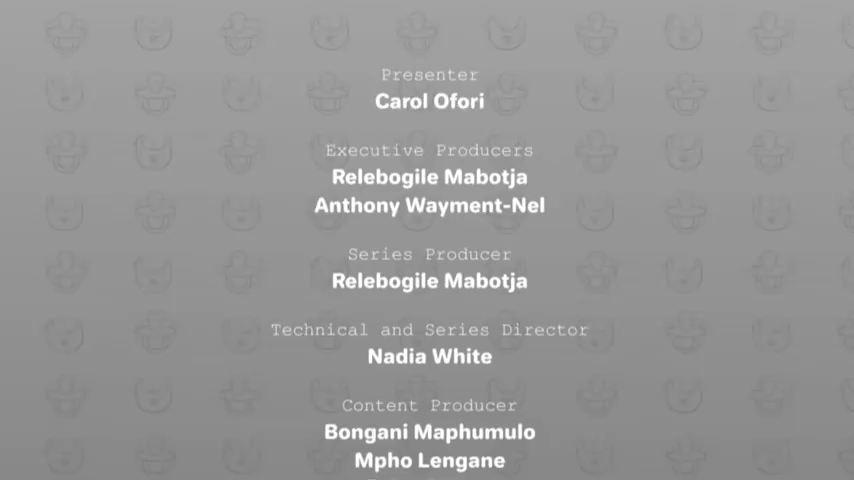 Presenter
Carol Ofori
Executive Producers
Relebogile Mabotja
Anthony Wayment-Nel
Series Producer
Relebogile Mabotja
Technical and Series Director
Nadia White
Content Producer
Bongani Maphumulo
Mpho Lengane